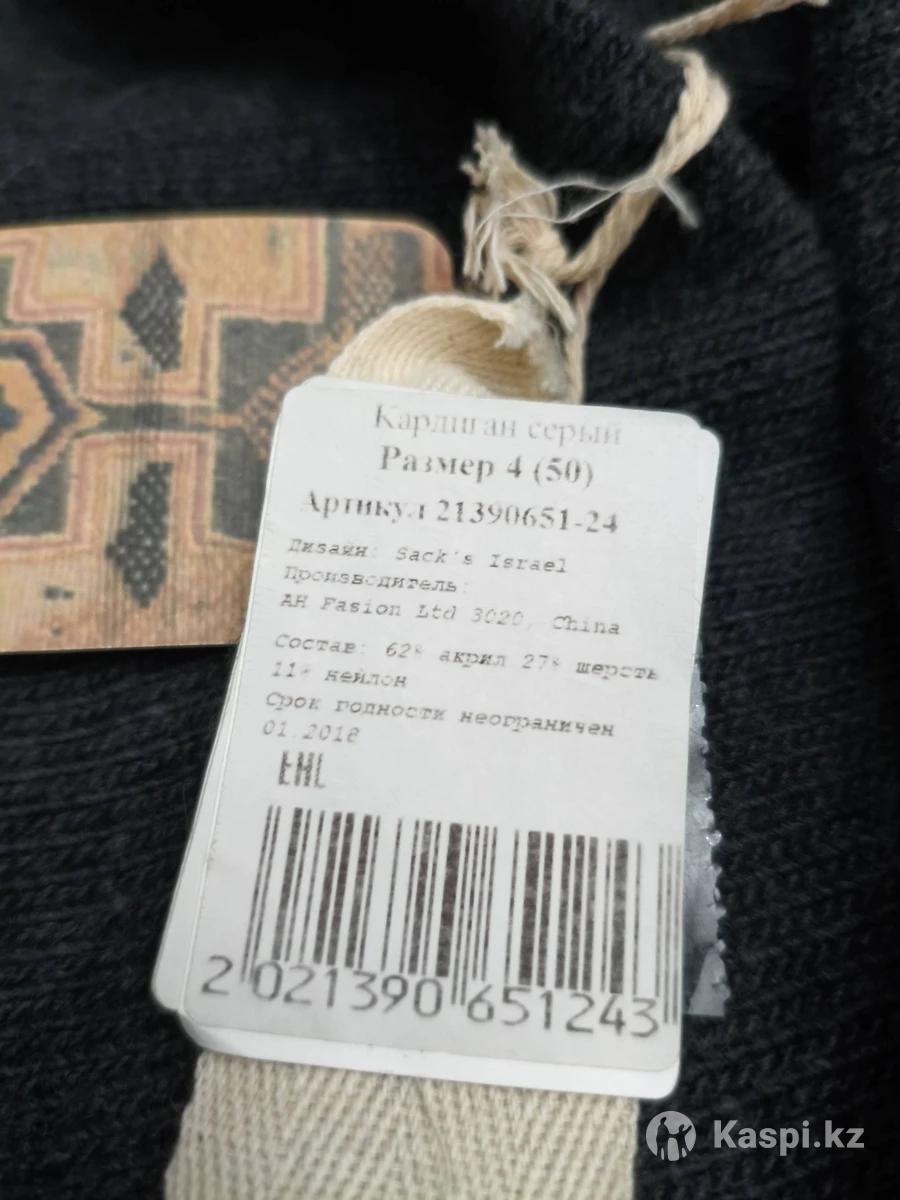 Кардиган серый
Размер 4 (50)
Артикул 21390651-24
Дизайн: Sack's Israel
Производитель:
AH Fasion Ltd 3020, China
Состав: 62% акрил 27% шерсть
11% нейлон
Срок годности неограничен
01.2018
EAC
2 021390 651243
Kaspi.kz